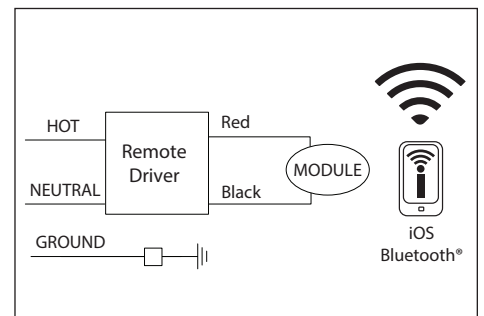 HOT
NEUTRAL
GROUND
Remote
Driver
Red
Black
MODULE
iOS
Bluetooth®